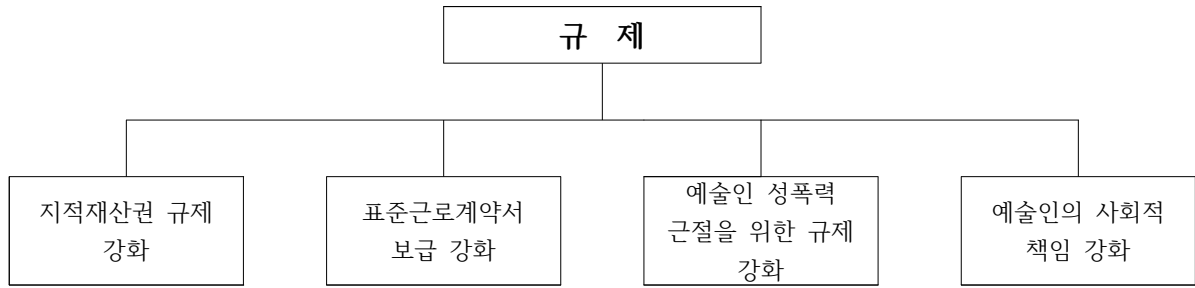 규 제
지적재산권 규제
강화
표준근로계약서
보급 강화
예술인 성폭력
근절을 위한 규제
강화
예술인의 사회적
책임 강화